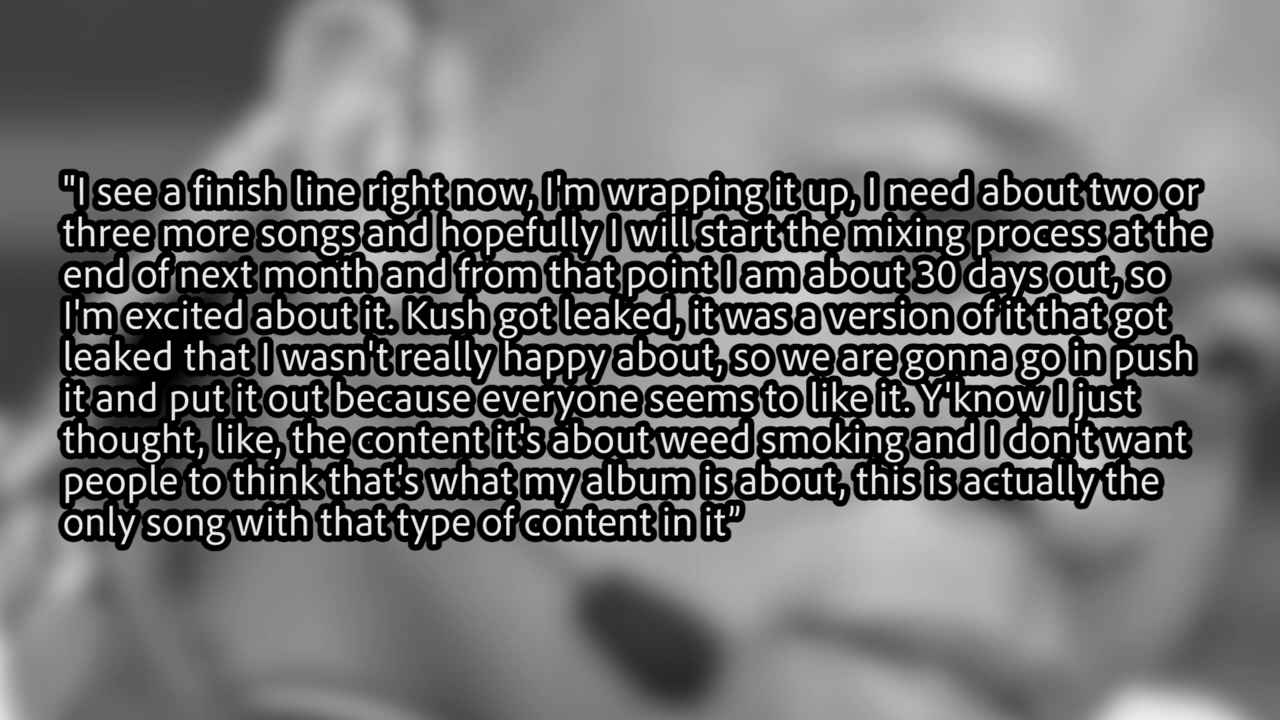 "I see a finish line right now, I'm wrapping it up, I need about two or
three more songs and hopefully I will start the mixing process at the
end of next month and from that point I am about 30 days out, so
I'm excited about it. Kush got leaked, it was a version of it that got
leaked that I wasn't really happy about, so we are gonna go in push
it and put it out because everyone seems to like it. Y'know I just
thought, like, the content it's about weed smoking and I don't want
people to think that's what my album is about, this is actually the
only song with that type of content in it”